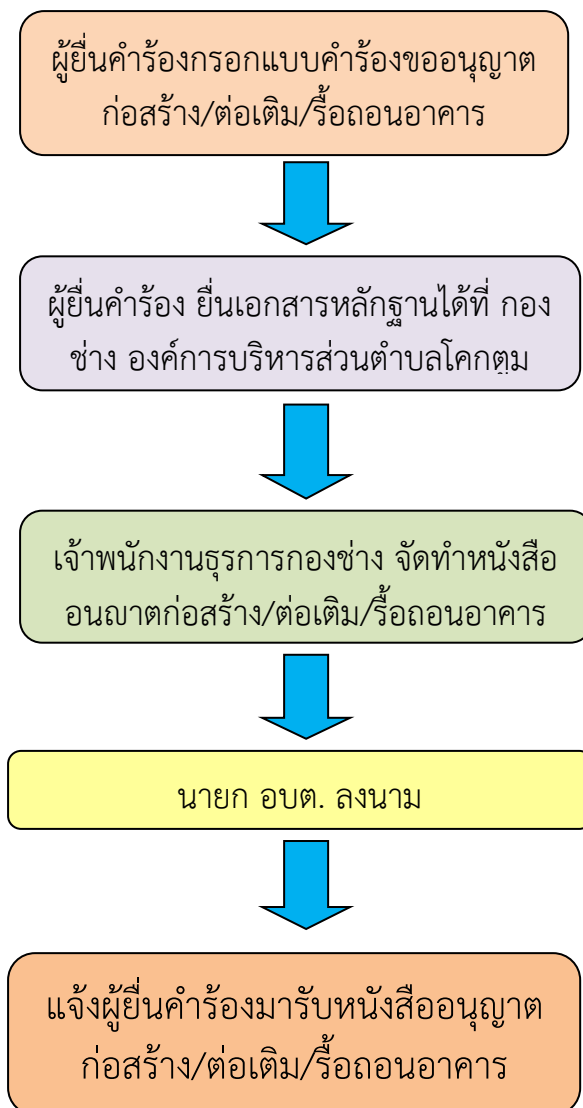 ผู้ยื่นคำร้องกรอกแบบคำร้องขออนุญาต
ก่อสร้าง/ต่อเติม/รื้อถอนอาคาร
ผู้ยื่นคำร้อง ยื่นเอกสารหลักฐานได้ที่ กอง
ช่าง องค์การบริหารส่วนตำบลโคกตูม
เจ้าพนักงานธุรการกองช่าง จัดทำหนังสือ
อนุญาตก่อสร้าง/ต่อเติม/รื้อถอนอาคาร
นายก อบต. ลงนาม
แจ้งผู้ยื่นคำร้องมารับหนังสืออนุญาต
ก่อสร้าง/ต่อเติม/รื้อถอนอาคาร